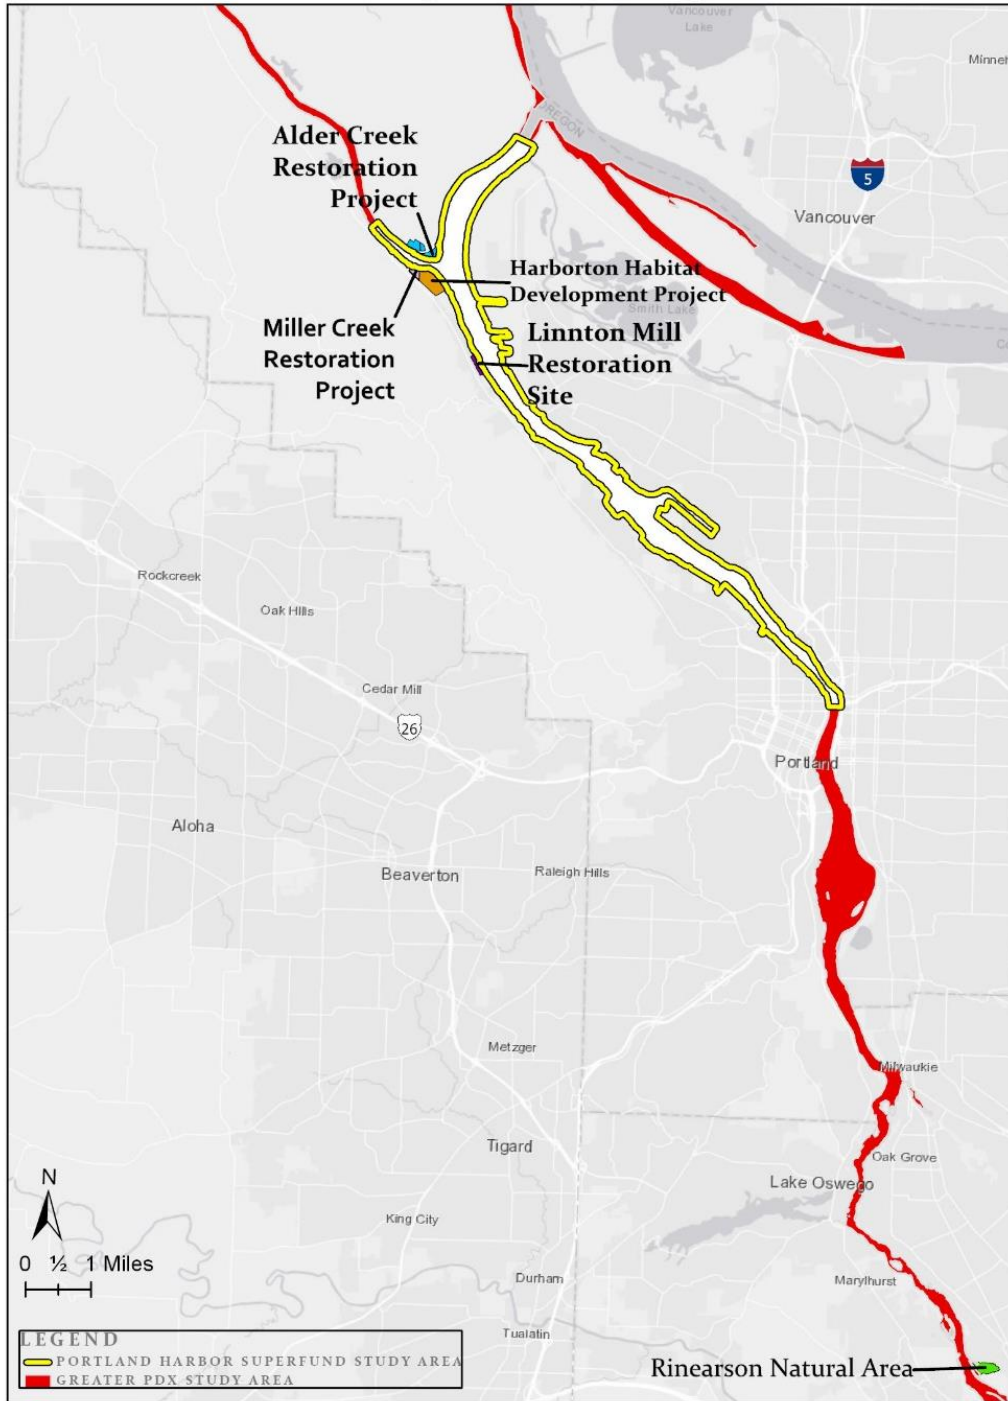 Vancouver
Lake
Minneh
OREGON
Alder Creek
Restoration
Project
5
Vancouver
Harborton Habitat
Development Project
Smith Lake
Miller Creek
Restoration
Project
Linnton Mill
Restoration
Site
Co
Rockcreek
Oak Hills
Cedar Mill
26
Portland
Aloha
Beaverton
Raleigh Hills
Metzger
Milwaukie
Tigard
Oak Grove
Lake Oswego
N
King City
0 ½ 1 Miles
Durham
Marylhurst
Tualatin
LEGEND
PORTLAND HARBOR SUPERFUND STUDY AREA
GREATER PDX STUDY AREA
Rinearson Natural Area